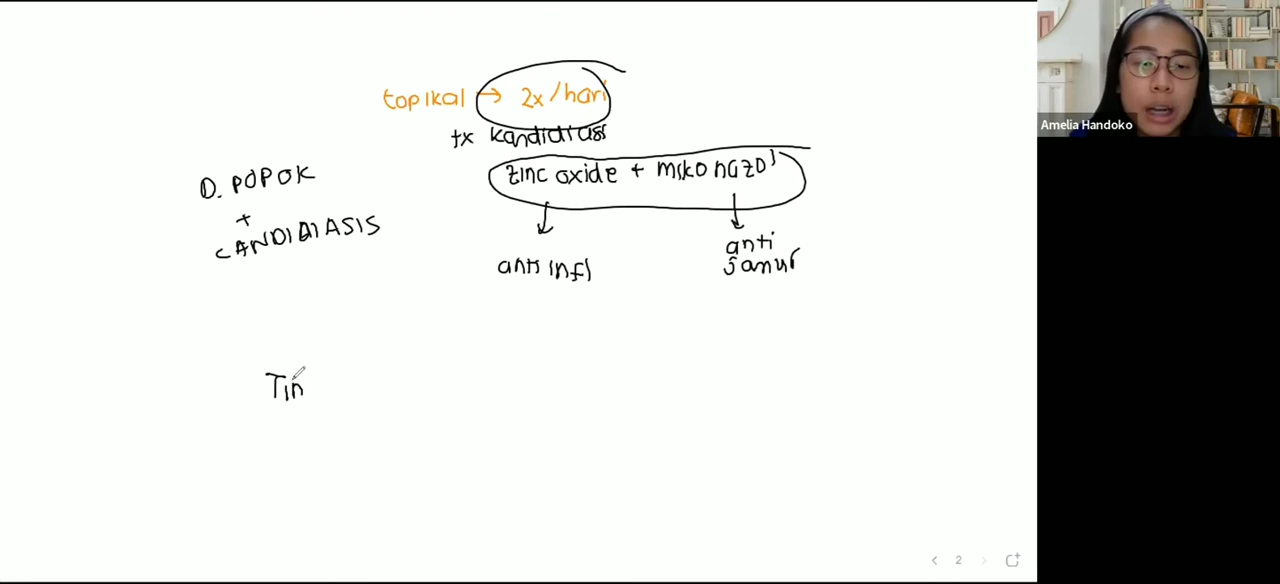 topikal → 2x/hari
tx kandidiasis
zinc oxide + mikonazol
D. POPOK
+
CANDIDIASIS
anti infl
anti
jamur
Tin
Amelia Handoko
2